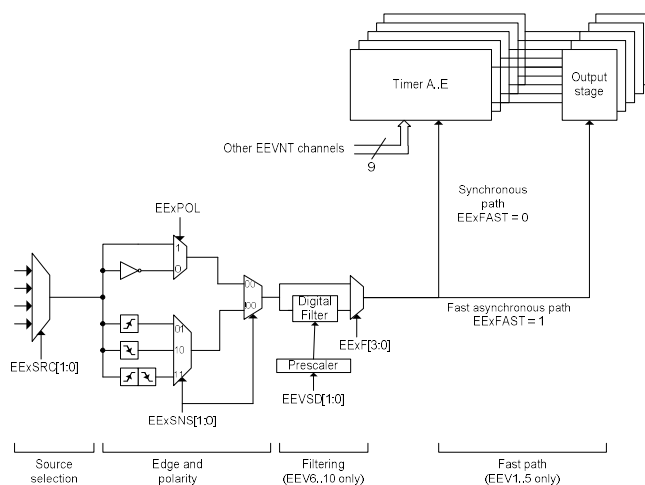 Timer A..E
Output
stage
Other EEVNT channels
9
Synchronous
path
EExFAST = 0
EExPOL
1
0
00
!00
Digital
Filter
Fast asynchronous path
EExFAST = 1
01
10
11
EExF[3:0]
Prescaler
EExSRC[1:0]
EEVSD[1:0]
EExSNS[1:0]
Source
selection
Edge and
polarity
Filtering
(EEV6..10 only)
Fast path
(EEV1..5 only)